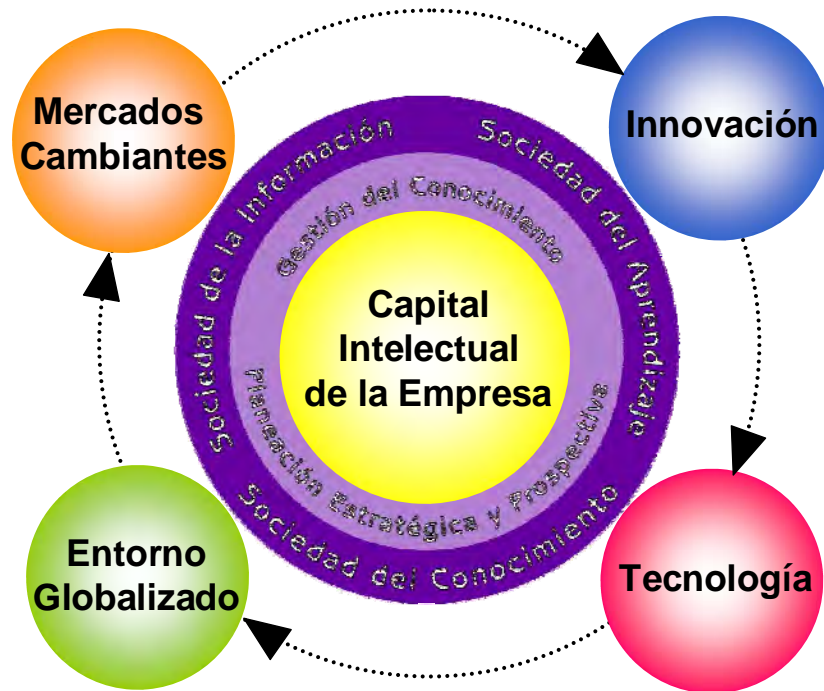 Mercados
Cambiantes
Innovación
Sociedad de la Información
Sociedad del Aprendizaje
Gestión del Conocimiento
Capital
Intelectual
de la Empresa
Planeación Estratégica y Prospectiva
Sociedad del Conocimiento
Entorno
Globalizado
Tecnología